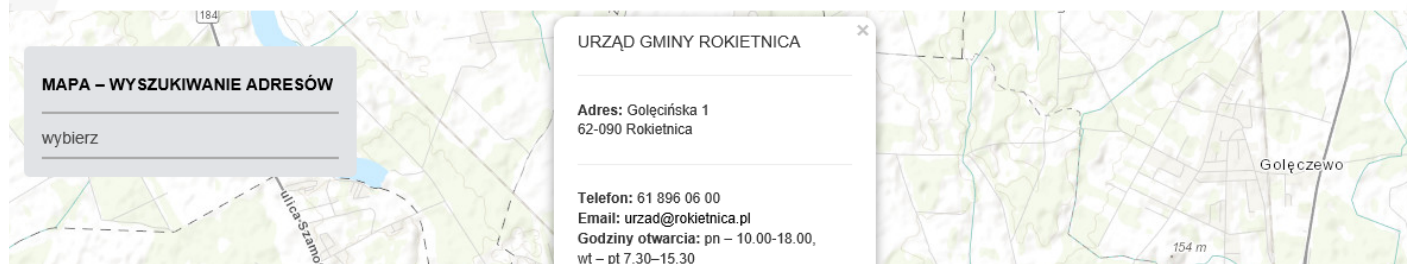 184
MAPA – WYSZUKIWANIE ADRESÓW
wybierz
ulica-Szamo
URZĄD GMINY ROKIETNICA
×
Adres: Golęcińska 1
62-090 Rokietnica
Telefon: 61 896 06 00
Email: urzad@rokietnica.pl
Godziny otwarcia: pn – 10.00-18.00,
wt – pt 7.30–15.30
Golęczewo
154 m